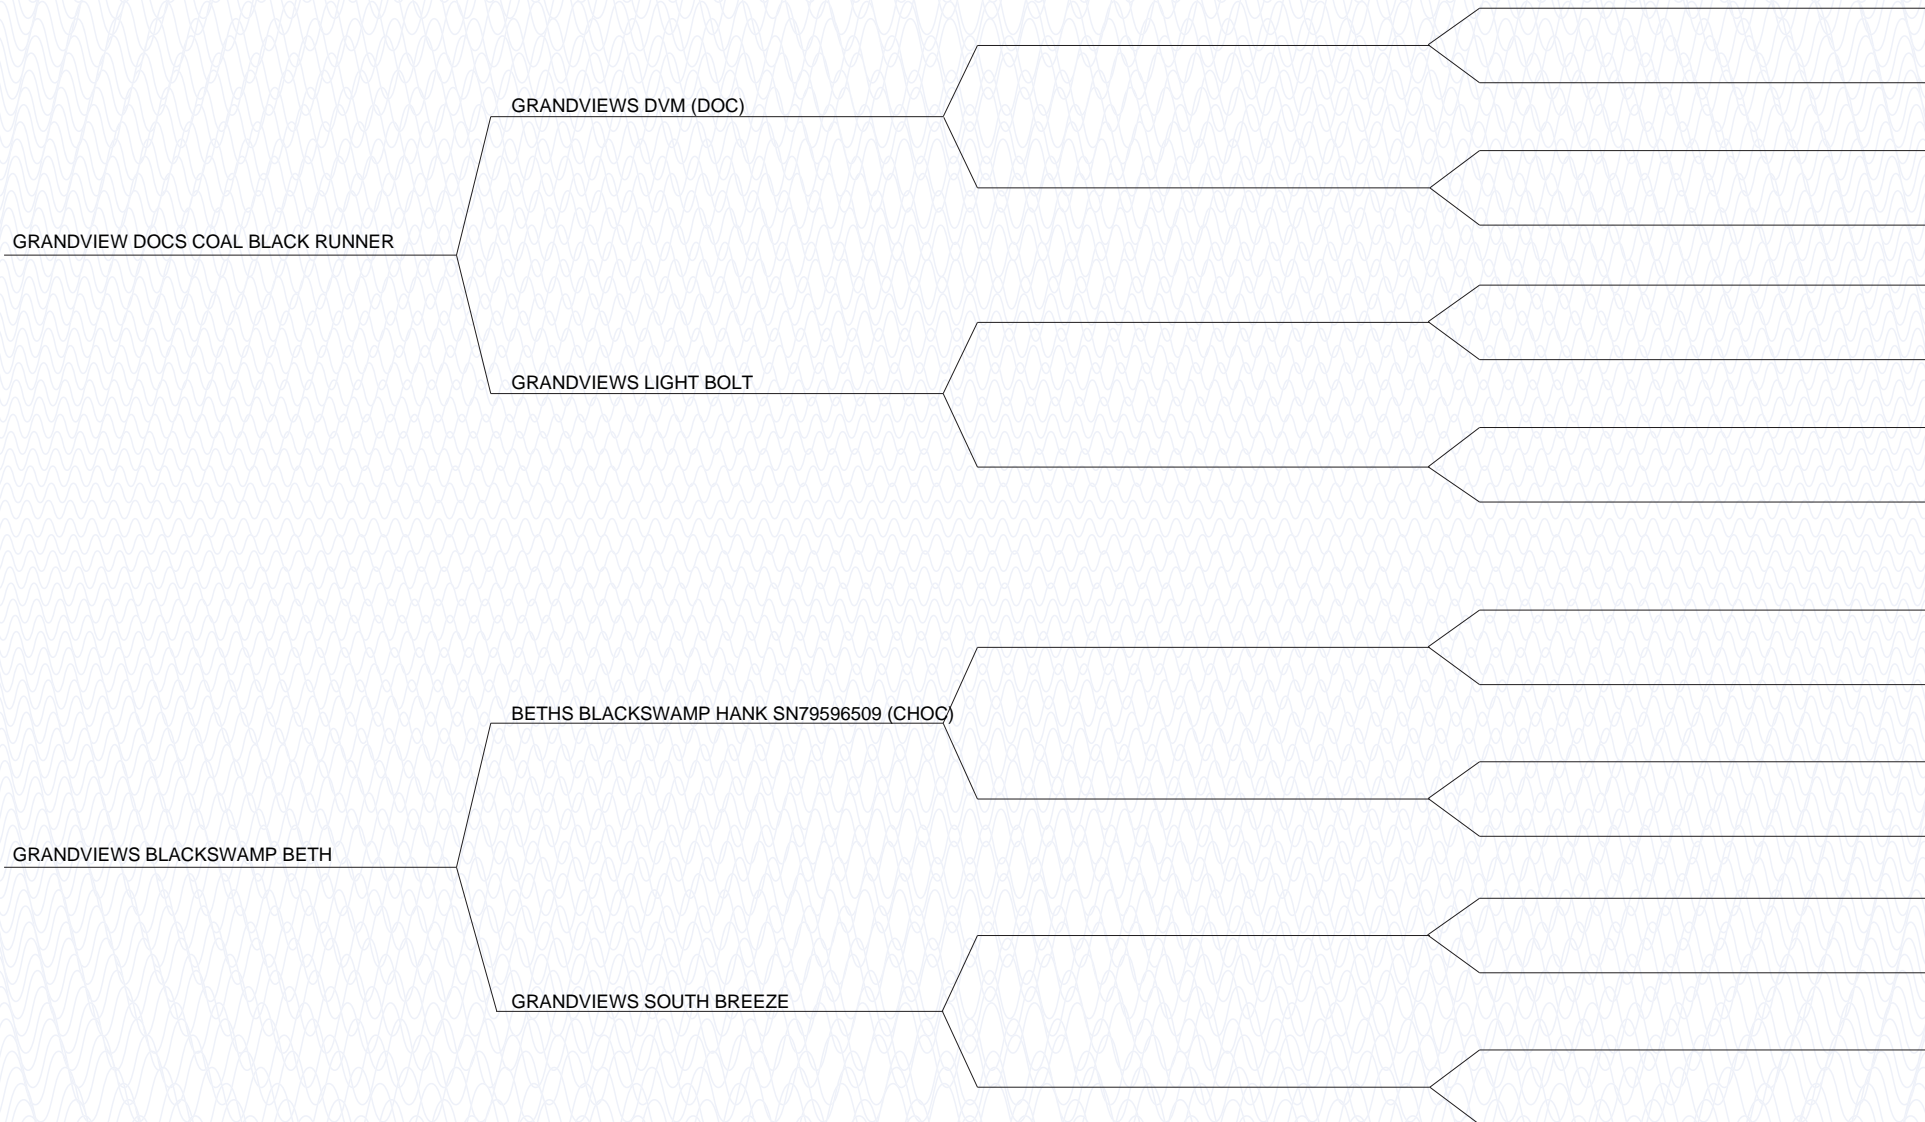 GRANDVIEWS DVM (DOC)
GRANDVIEW DOCS COAL BLACK RUNNER
GRANDVIEWS LIGHT BOLT
BETHS BLACKSWAMP HANK SN79596509 (CHOC)
GRANDVIEWS BLACKSWAMP BETH
GRANDVIEWS SOUTH BREEZE